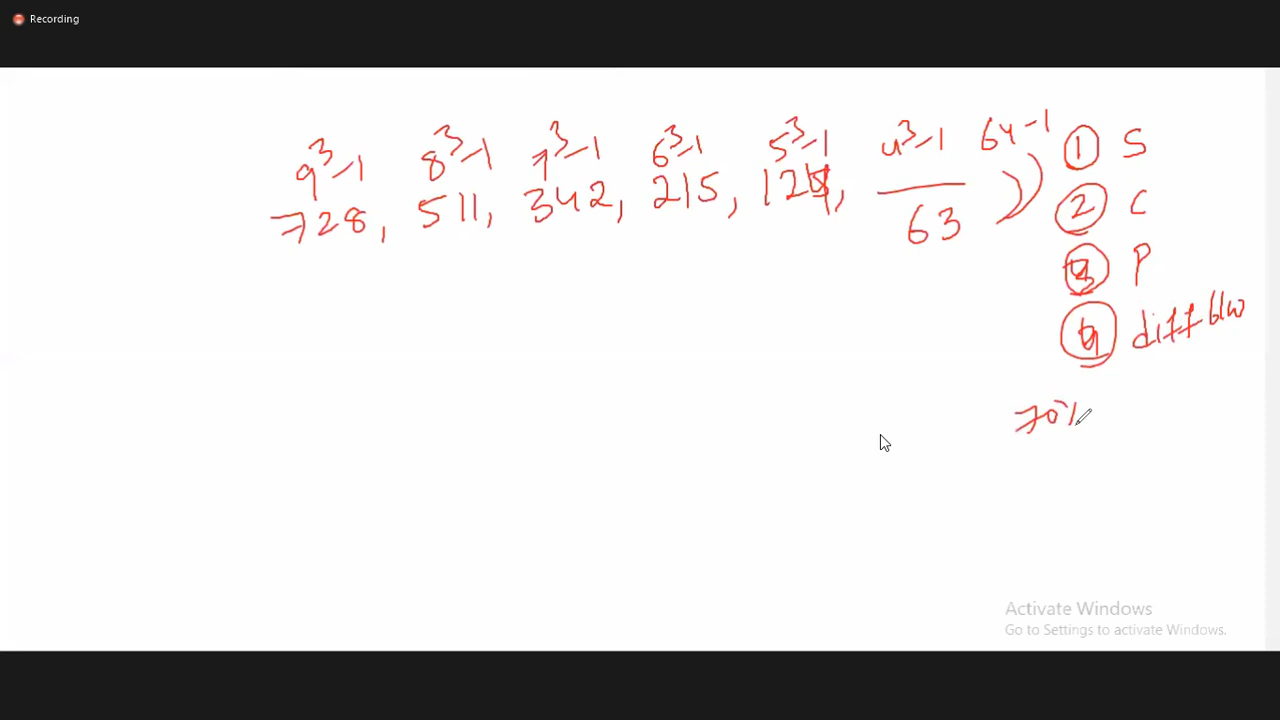 Recording
9³-1 8³-1 7³-1 6³-1 5³-1 4³-1 64-1
728, 511, 342, 215, 124, 63
① S
② C
③ P
④ diff b/w
70%
Activate Windows
Go to Settings to activate Windows.